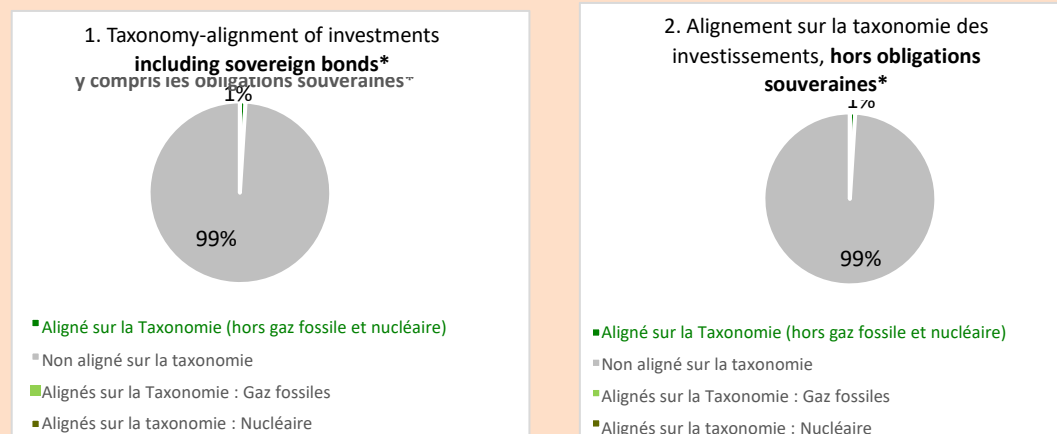 1. Taxonomy-alignment of investments
including sovereign bonds*
y compris les obligations souveraines*
1%
99%
■ Aligné sur la Taxonomie (hors gaz fossile et nucléaire)
■ Non aligné sur la taxonomie
■ Alignés sur la Taxonomie : Gaz fossiles
■ Alignés sur la taxonomie : Nucléaire
2. Alignement sur la taxonomie des
investissements, hors obligations
souveraines*
1%
99%
■ Aligné sur la Taxonomie (hors gaz fossile et nucléaire)
■ Non aligné sur la taxonomie
■ Alignés sur la Taxonomie : Gaz fossiles
■ Alignés sur la taxonomie : Nucléaire